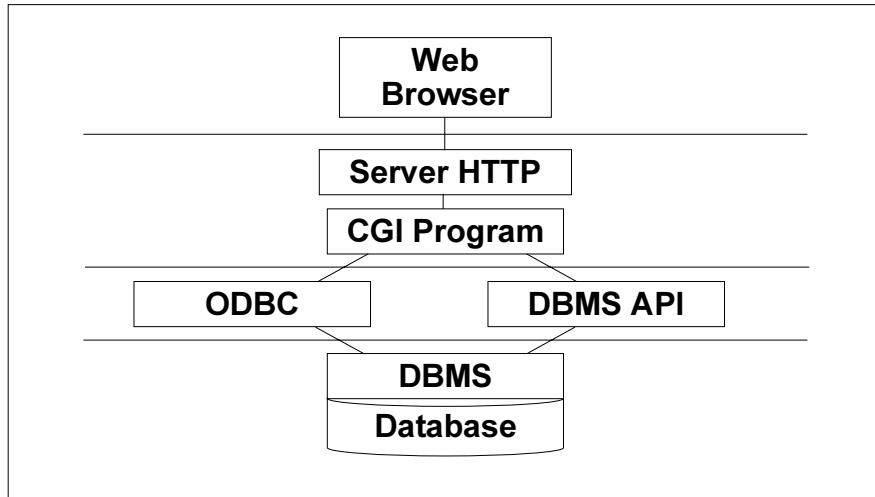 Web
Browser
Server HTTP
CGI Program
ODBC
DBMS API
DBMS
Database